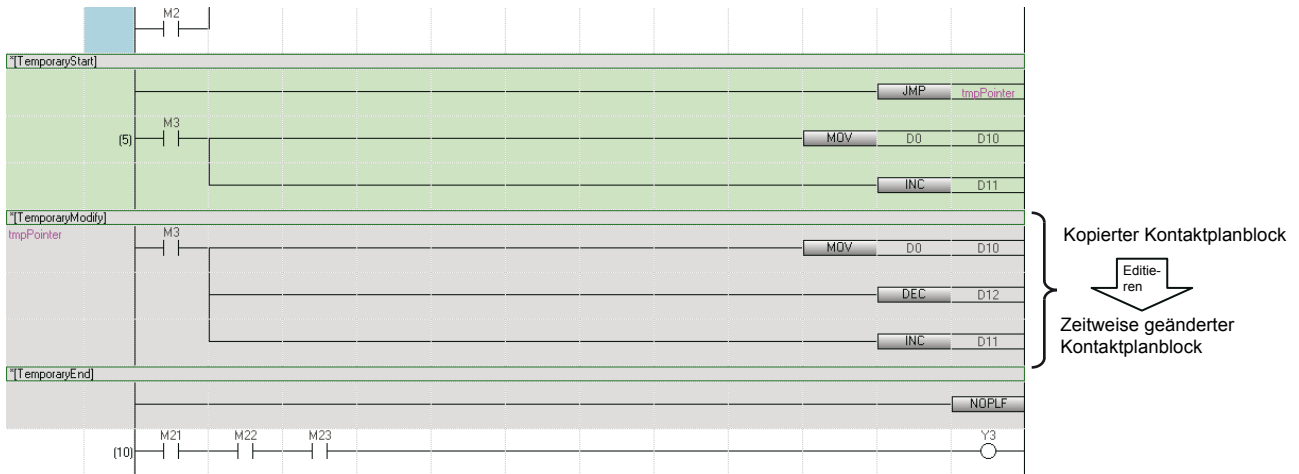 M2
*[TemporaryStart]
JMP tmpPointer
(5) M3 MOV D0 D10
INC D11
*[TemporaryModify]
tmpPointer M3 MOV D0 D10
DEC D12
INC D11
Kopierter Kontaktplanblock
Editie-
ren
Zeitweise geänderter
Kontaktplanblock
*[TemporaryEnd]
NOPLF
(10) M21 M22 M23 Y3